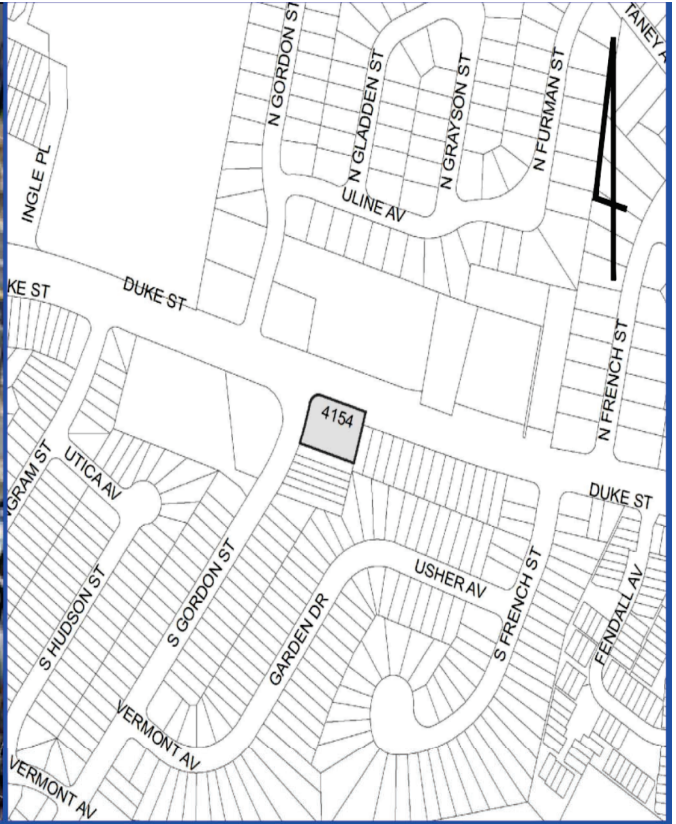 N GORDON ST
N GLADDEN ST
N GRAYSON ST
N FURMAN ST
TANEY A
INGLE PL
ULINE AV
KE ST
DUKE ST
N FRENCH ST
4154
NGRAM ST
UTICA AV
DUKE ST
S HUDSON ST
S GORDON ST
GARDEN DR
USHER AV
S FRENCH ST
FENDALL AV
VERMONT AV
VERMONT AV